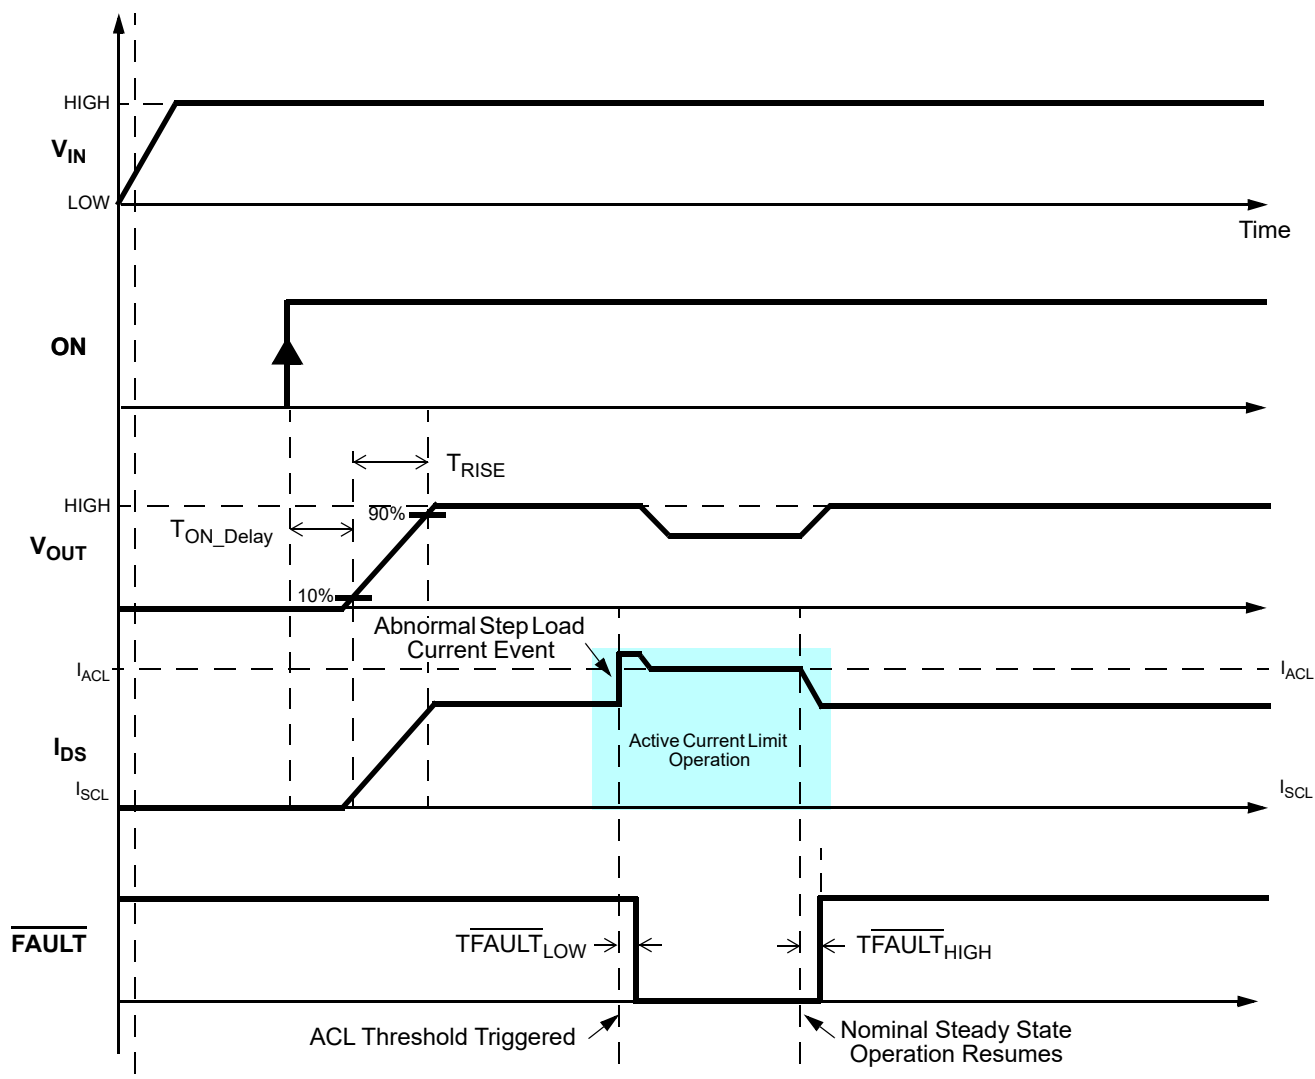 HIGH
VIN
LOW
Time
ON
TRISE
HIGH
90%
TON_Delay
VOUT
10%
Abnormal Step Load
Current Event
IACL
IACL
Active Current Limit
Operation
IDS
ISCL
ISCL
FAULT
TFAULTLOW
TFAULTHIGH
ACL Threshold Triggered
Nominal Steady State
Operation Resumes